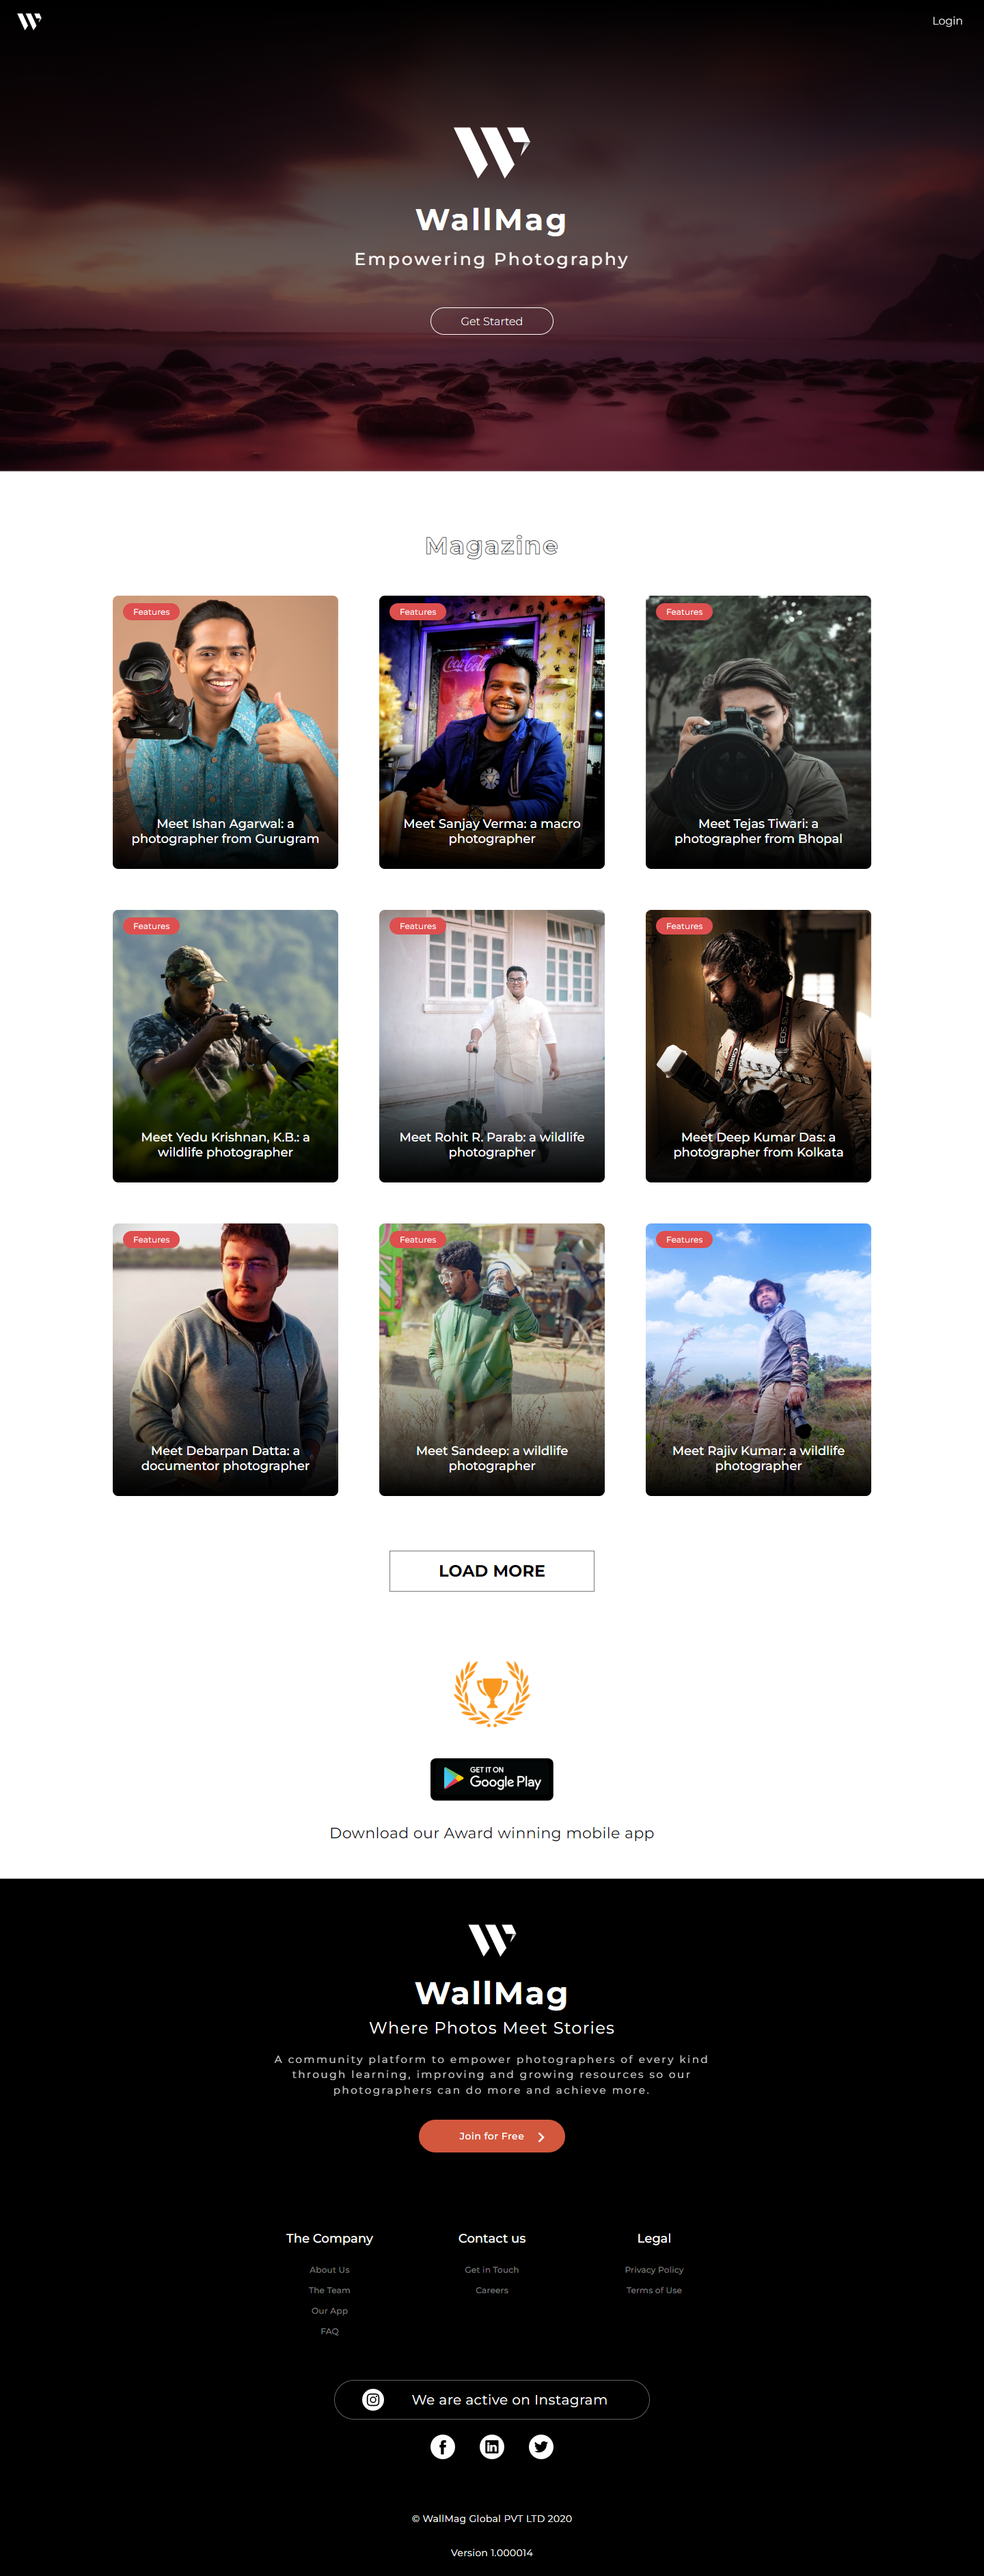 Login
WallMag
Empowering Photography
Get Started
Magazine
Features
Meet Ishan Agarwal: a
photographer from Gurugram
Features
Coca-Cola
Meet Sanjay Verma: a macro
photographer
Features
Meet Tejas Tiwari: a
photographer from Bhopal
Features
Meet Yedu Krishnan, K.B.: a
wildlife photographer
Features
Meet Rohit R. Parab: a wildlife
photographer
Features
EOS
Canon
Meet Deep Kumar Das: a
photographer from Kolkata
Features
Meet Debarpan Datta: a
documentor photographer
Features
Meet Sandeep: a wildlife
photographer
Features
Meet Rajiv Kumar: a wildlife
photographer
LOAD MORE
GET IT ON
Google Play
Download our Award winning mobile app
WallMag
Where Photos Meet Stories
A community platform to empower photographers of every kind
through learning, improving and growing resources so our
photographers can do more and achieve more.
Join for Free
The Company
About Us
The Team
Our App
FAQ
Contact us
Get in Touch
Careers
Legal
Privacy Policy
Terms of Use
We are active on Instagram
© WallMag Global PVT LTD 2020
Version 1.000014